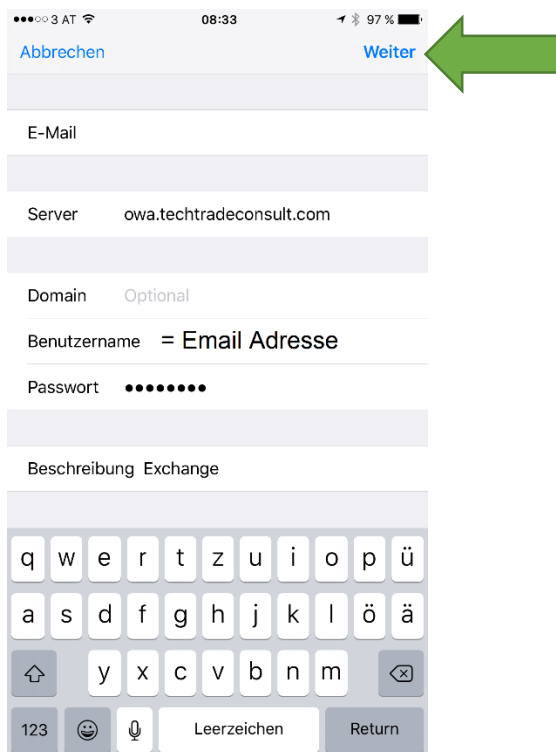 3 AT 08:33 97 %
Abbrechen Weiter
E-Mail
Server owa.techtradeconsult.com
Domain Optional
Benutzername = Email Adresse
Passwort ••••••••
Beschreibung Exchange
q w e r t z u i o p ü
a s d f g h j k l ö ä
y x c v b n m
123 Leerzeichen Return